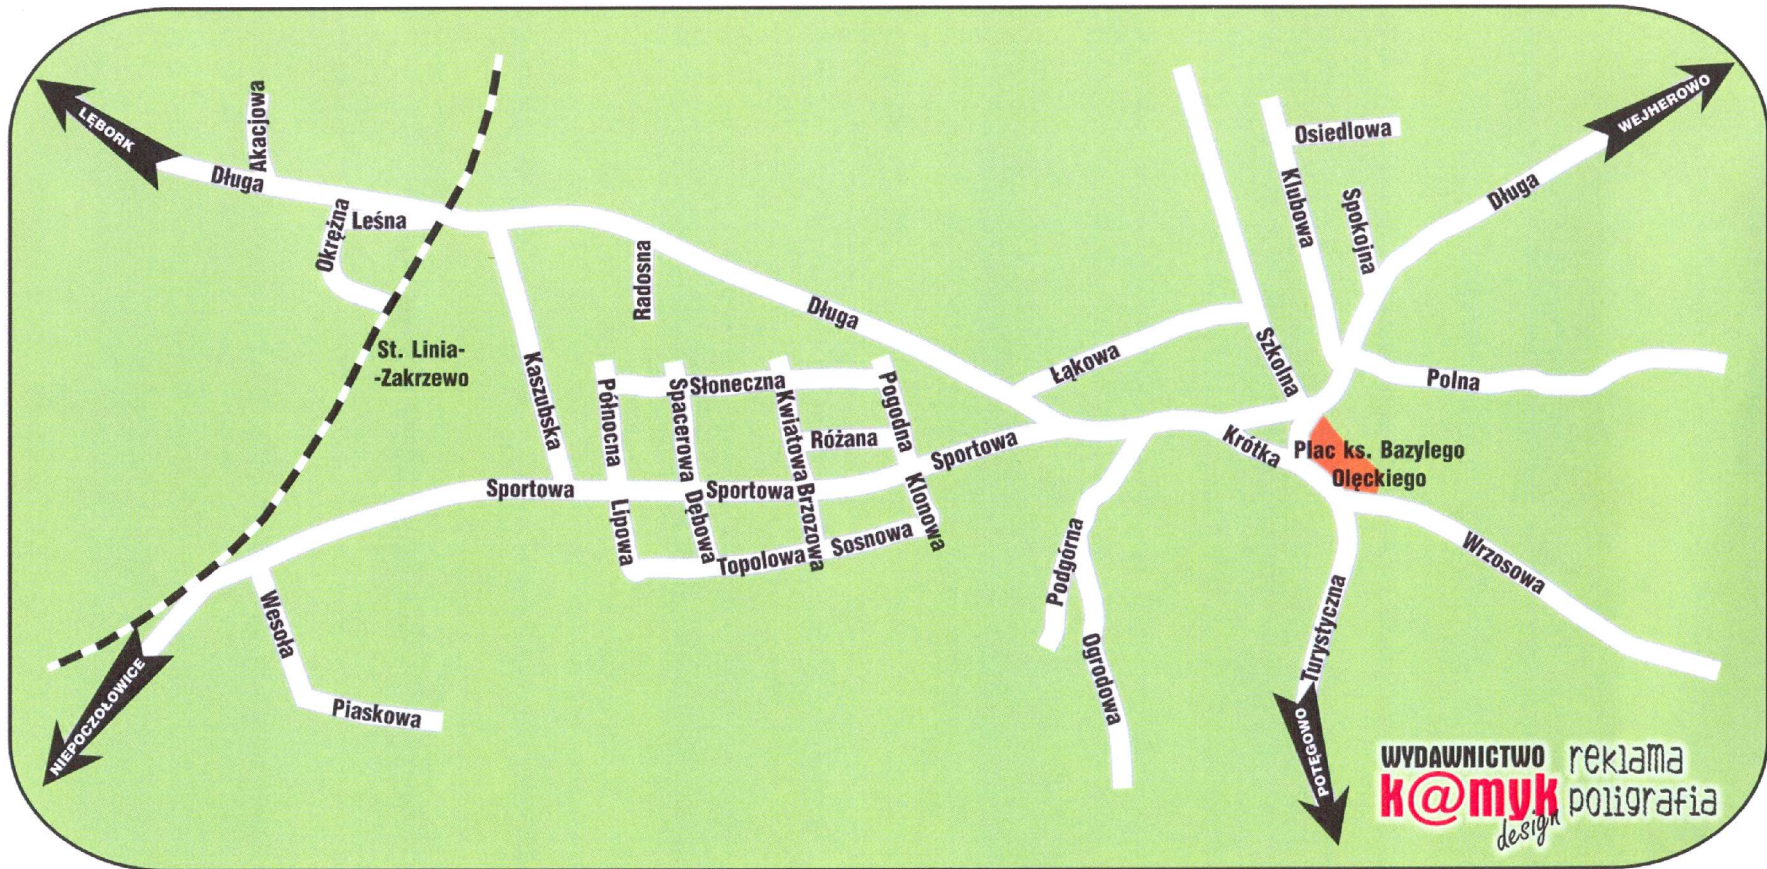 LĘBORK
Akacjowa
Długa
Okrężna
Leśna
St. Linia-
-Zakrzewo
Kaszubska
Radosna
Długa
Łąkowa
Szkolna
Klubowa
Osiedlowa
Spokojna
Długa
WEJHEROWO
Polna
Północna
Spacerowa
Słoneczna
Kwiatowa
Różana
Pogodna
Sportowa
Sportowa
Sportowa
Lipowa
Dębowa
Topolowa
Brzozowa
Sosnowa
Klonowa
Krótka
Plac ks. Bazylego
Olęckiego
Wrzosowa
Turystyczna
Podgórna
Ogrodowa
Wesoła
Piaskowa
NIEPOCZOŁOWICE
POTĘGOWO
WYDAWNICTWO
k@myk
design
reklama
poligrafia